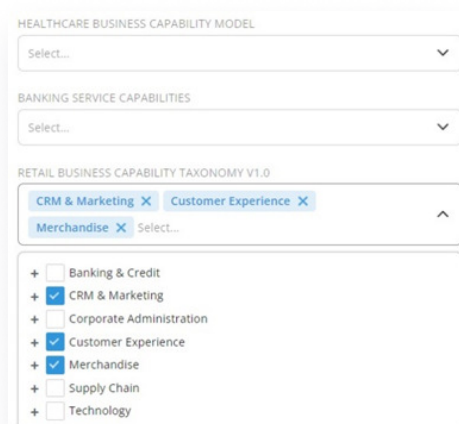 HEALTHCARE BUSINESS CAPABILITY MODEL
Select...
BANKING SERVICE CAPABILITIES
Select...
RETAIL BUSINESS CAPABILITY TAXONOMY V1.0
CRM & Marketing × Customer Experience ×
Merchandise × Select...
+ Banking & Credit
+ CRM & Marketing
+ Corporate Administration
+ Customer Experience
+ Merchandise
+ Supply Chain
+ Technology